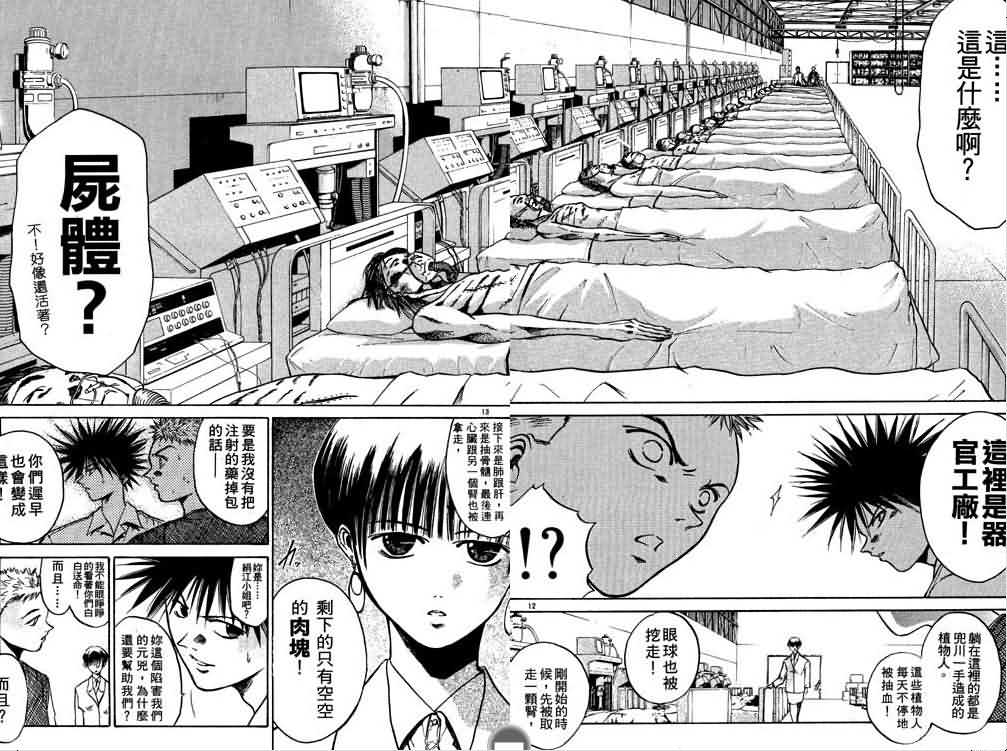 這……
這是什麼啊？
屍體？
不！好像還活著？
這裡是器
官工廠！
!?
12
躺在這裡的都是
兜川一手造成的
植物人。
這些植物人
每天不停地
被抽血！
眼球也被
挖走！
剛開始的時
候，先被取
走一顆腎，
13
接下來是肺跟肝，再
來是抽骨髓，最後連
心臟跟另一個腎也被
拿走，
剩下的只有空空
的肉塊！
要是我沒有把
注射的藥掉包
的話——
你們遲早
也會變成
這樣！
妳是……
絹江小姐吧？
妳這個陷害我們
的元兇，為什麼
還要幫助我們？
我不能眼睜睜
的看著你們白
白送命！
而且……
而且？